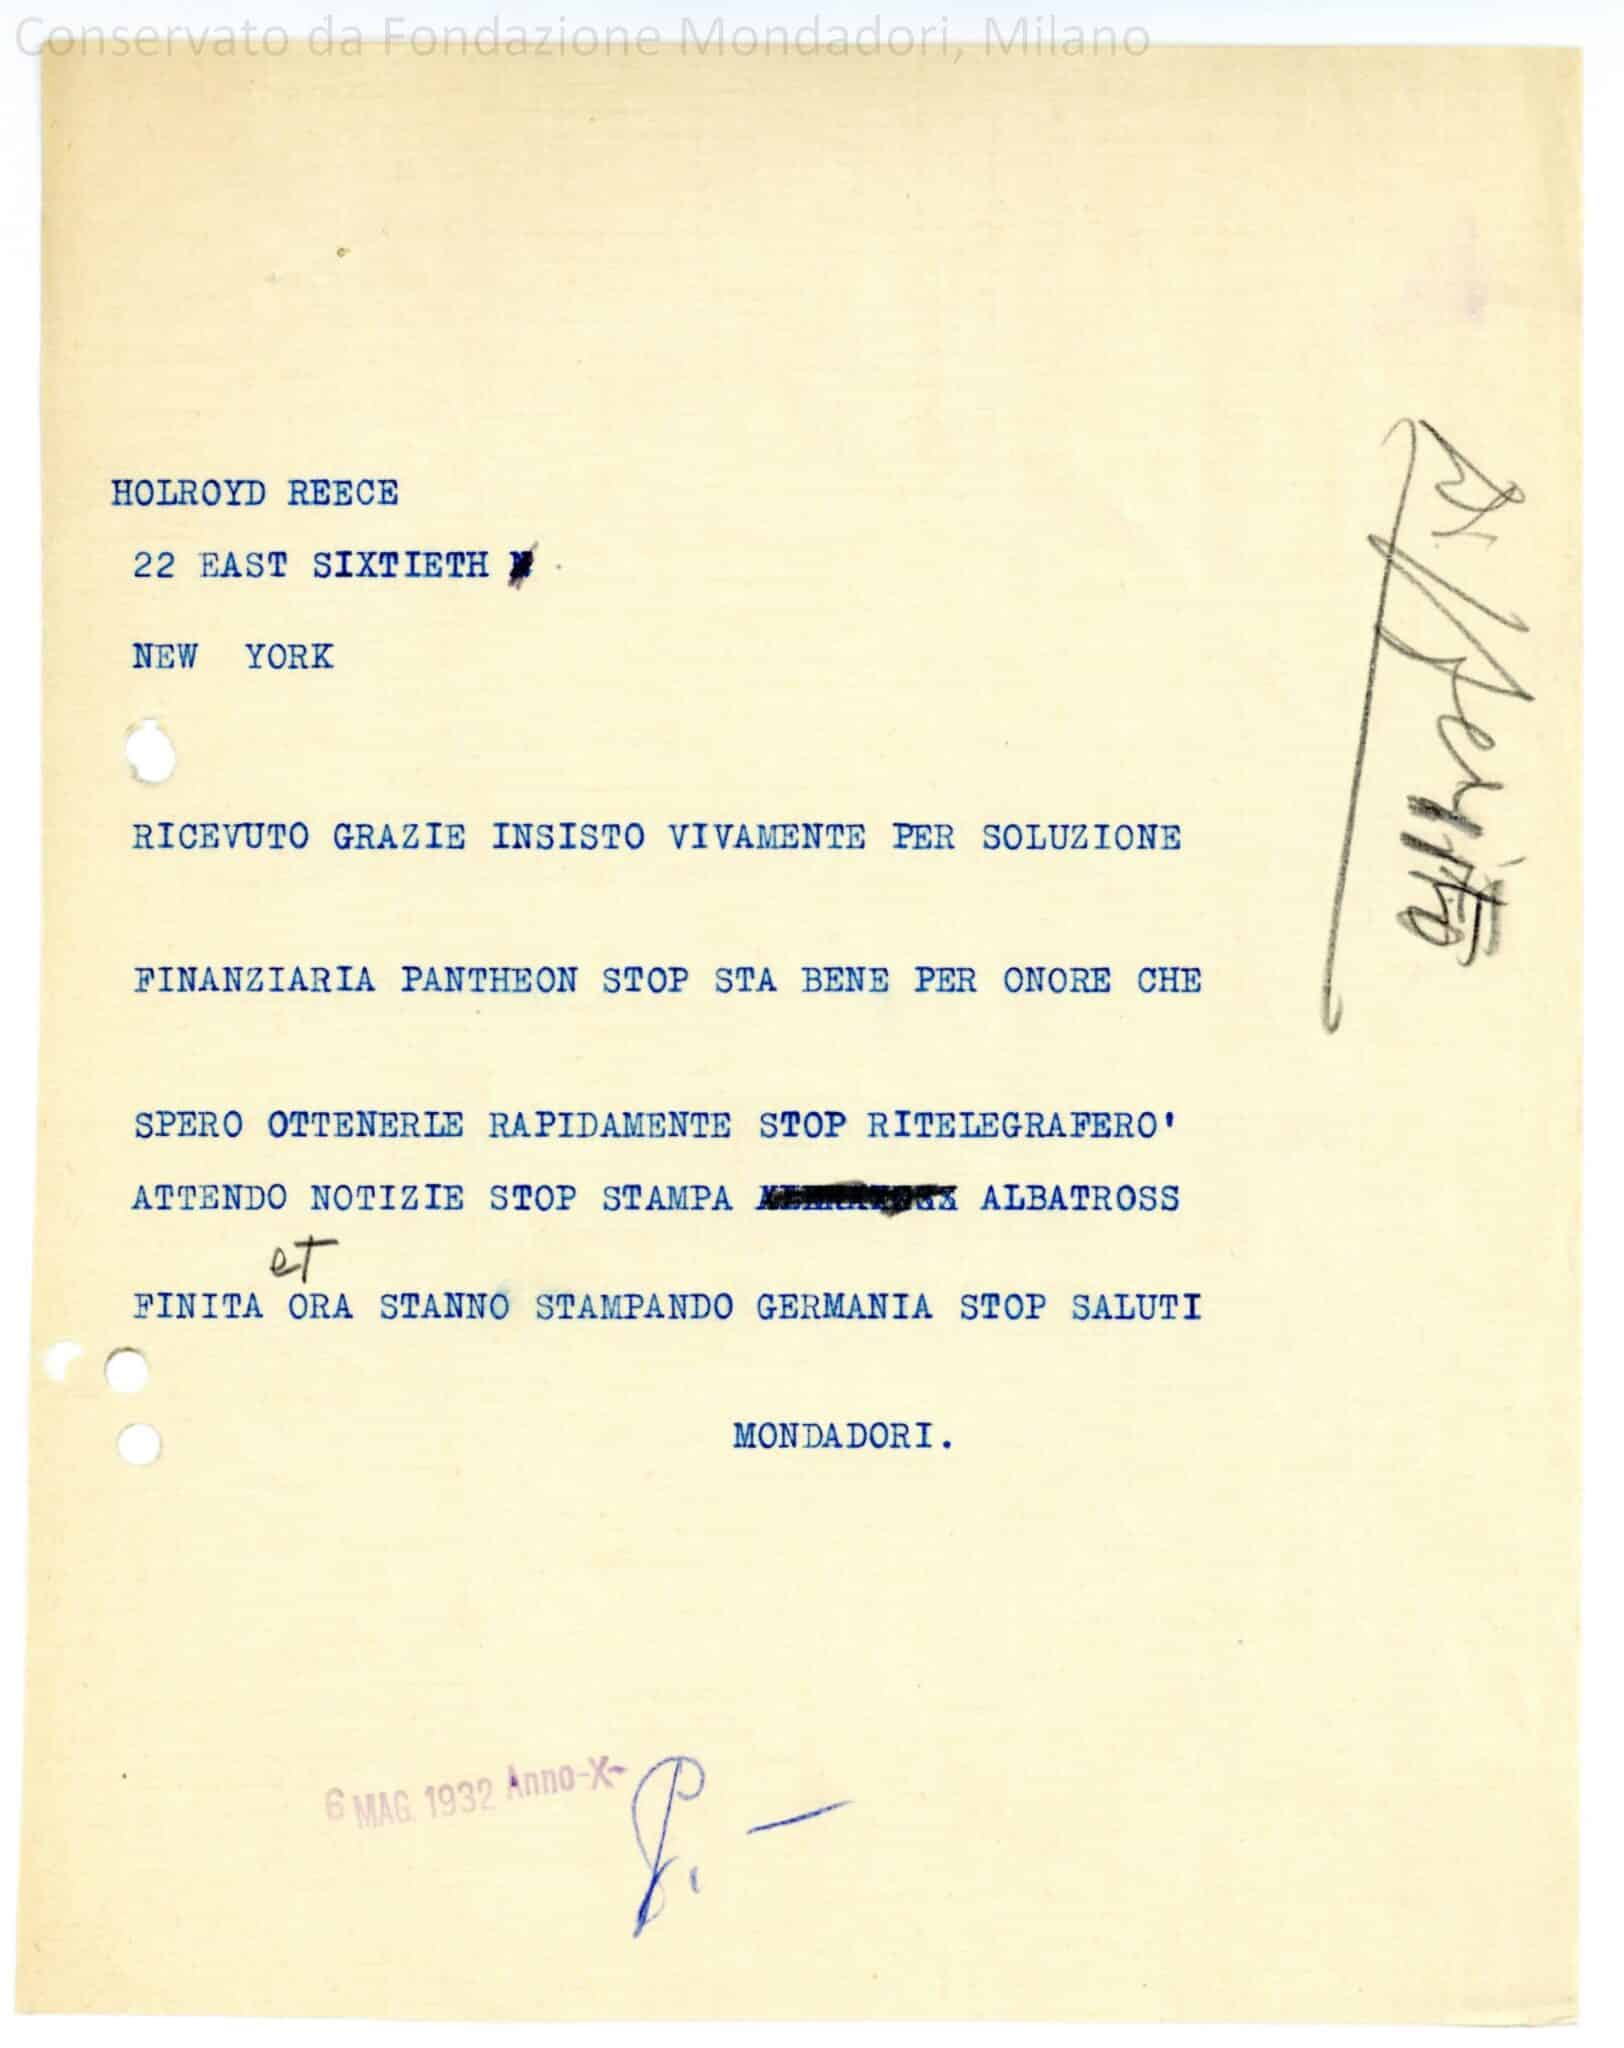 Conservato da Fondazione Mondadori, Milano
HOLROYD REECE
22 EAST SIXTIETH
NEW YORK
RICEVUTO GRAZIE INSISTO VIVAMENTE PER SOLUZIONE
FINANZIARIA PANTHEON STOP STA BENE PER ONORE CHE
SPERO OTTENERLE RAPIDAMENTE STOP RITELEGRAFERO'
ATTENDO NOTIZIE STOP STAMPA ALBATROSS
et
FINITA ORA STANNO STAMPANDO GERMANIA STOP SALUTI
MONDADORI.
6 MAG. 1932 Anno-X-